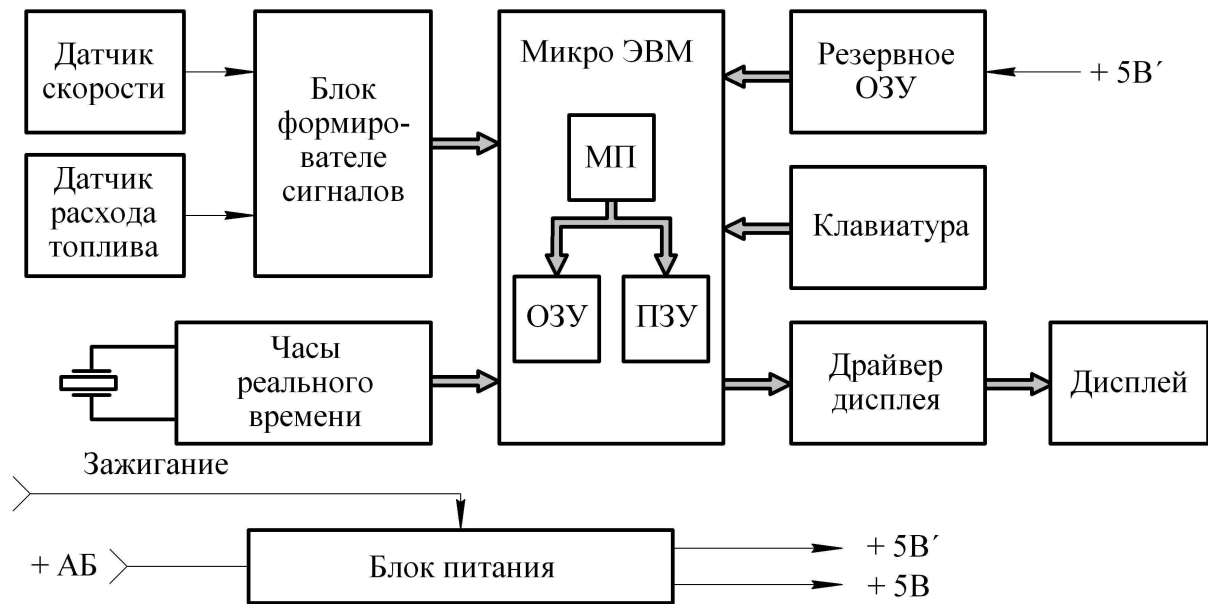 Датчик
скорости
Блок
формиро-
вателе
сигналов
Датчик
расхода
топлива
Микро ЭВМ
МП
ОЗУ
ПЗУ
Резервное
ОЗУ
+ 5В′
Клавиатура
Часы
реального
времени
Драйвер
дисплея
Дисплей
Зажигание
+ АБ
Блок питания
+ 5В′
+ 5В